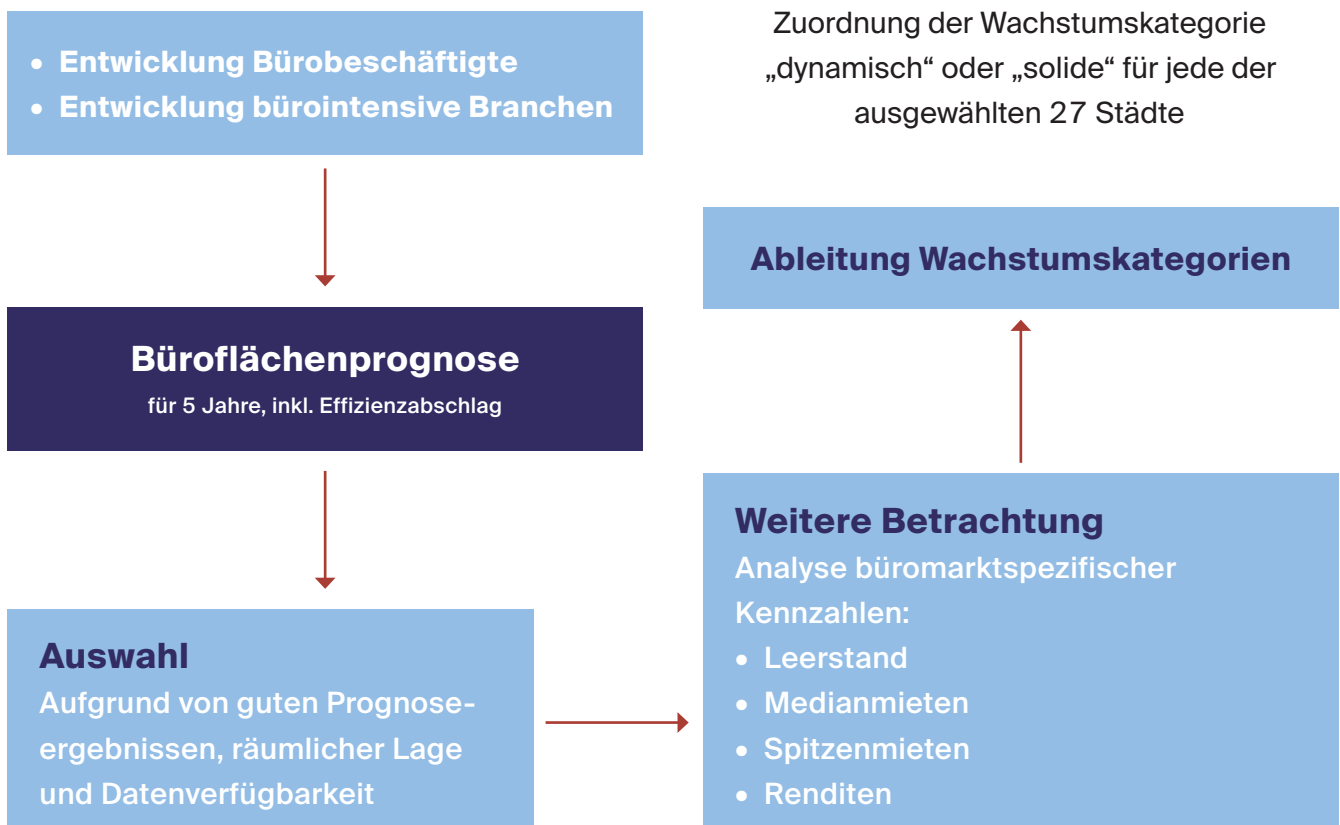 • Entwicklung Bürobeschäftigte
• Entwicklung bürointensive Branchen
Büroflächenprognose
für 5 Jahre, inkl. Effizienzabschlag
Auswahl
Aufgrund von guten Prognose-
ergebnissen, räumlicher Lage
und Datenverfügbarkeit
Weitere Betrachtung
Analyse büromarktspezifischer
Kennzahlen:
• Leerstand
• Medianmieten
• Spitzenmieten
• Renditen
Ableitung Wachstumskategorien
Zuordnung der Wachstumskategorie
„dynamisch“ oder „solide“ für jede der
ausgewählten 27 Städte